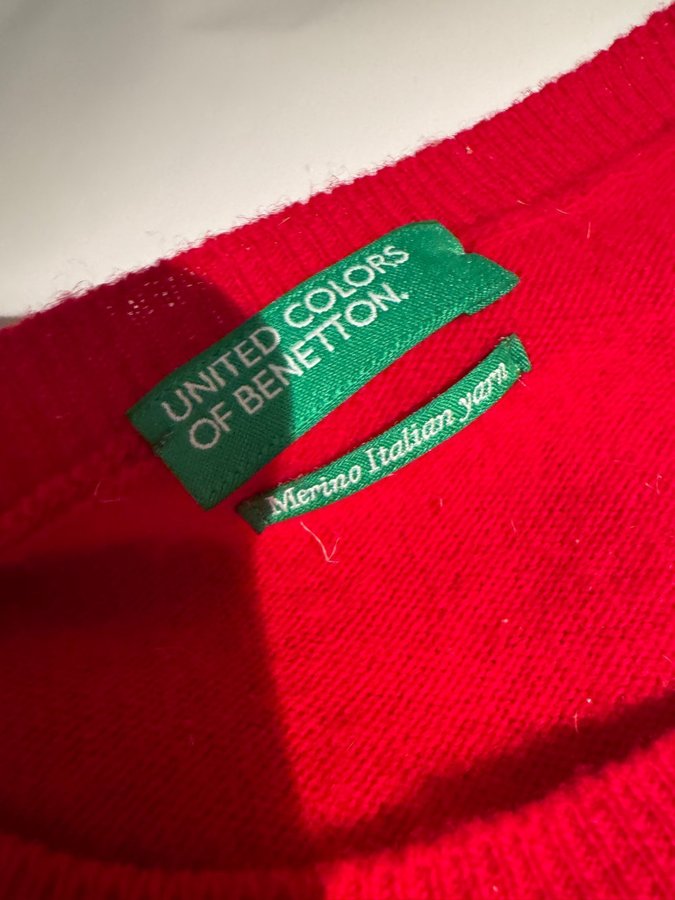 UNITED COLORS
OF BENETTON.
Merino Italian yarn